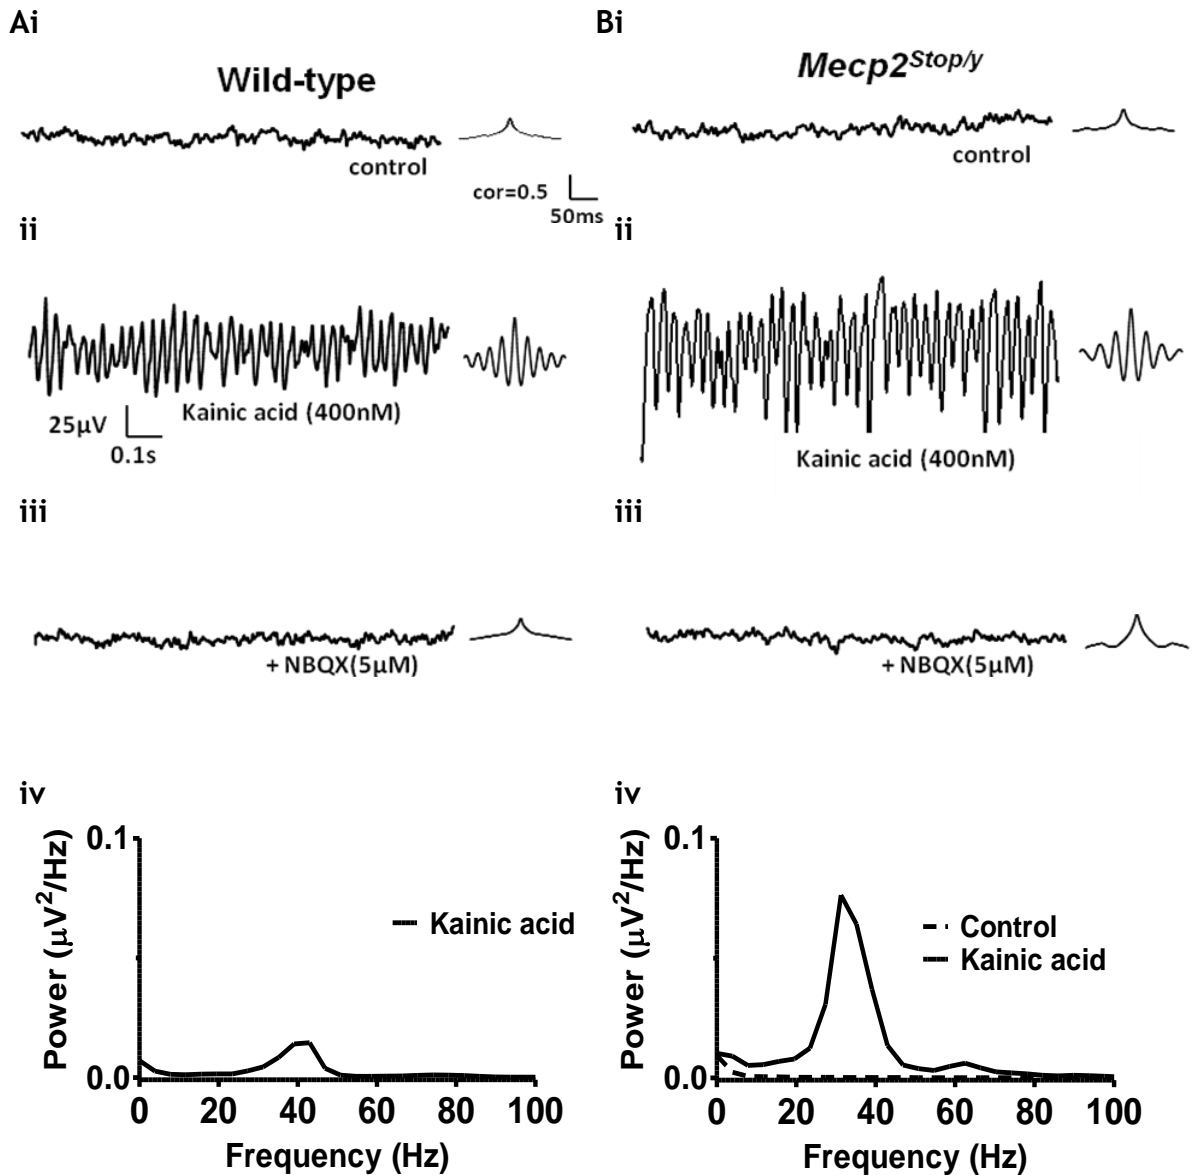 Ai
Wild-type
control
cor=0.5
50ms
ii
Kainic acid (400nM)
25µV
0.1s
iii
+ NBQX(5µM)
iv
Power (µV²/Hz)
0.1
0.0
Kainic acid
0 20 40 60 80 100
Frequency (Hz)
Bi
Mecp2^Stop/y
control
ii
Kainic acid (400nM)
iii
+ NBQX(5µM)
iv
Power (µV²/Hz)
0.1
0.0
Control
Kainic acid
0 20 40 60 80 100
Frequency (Hz)